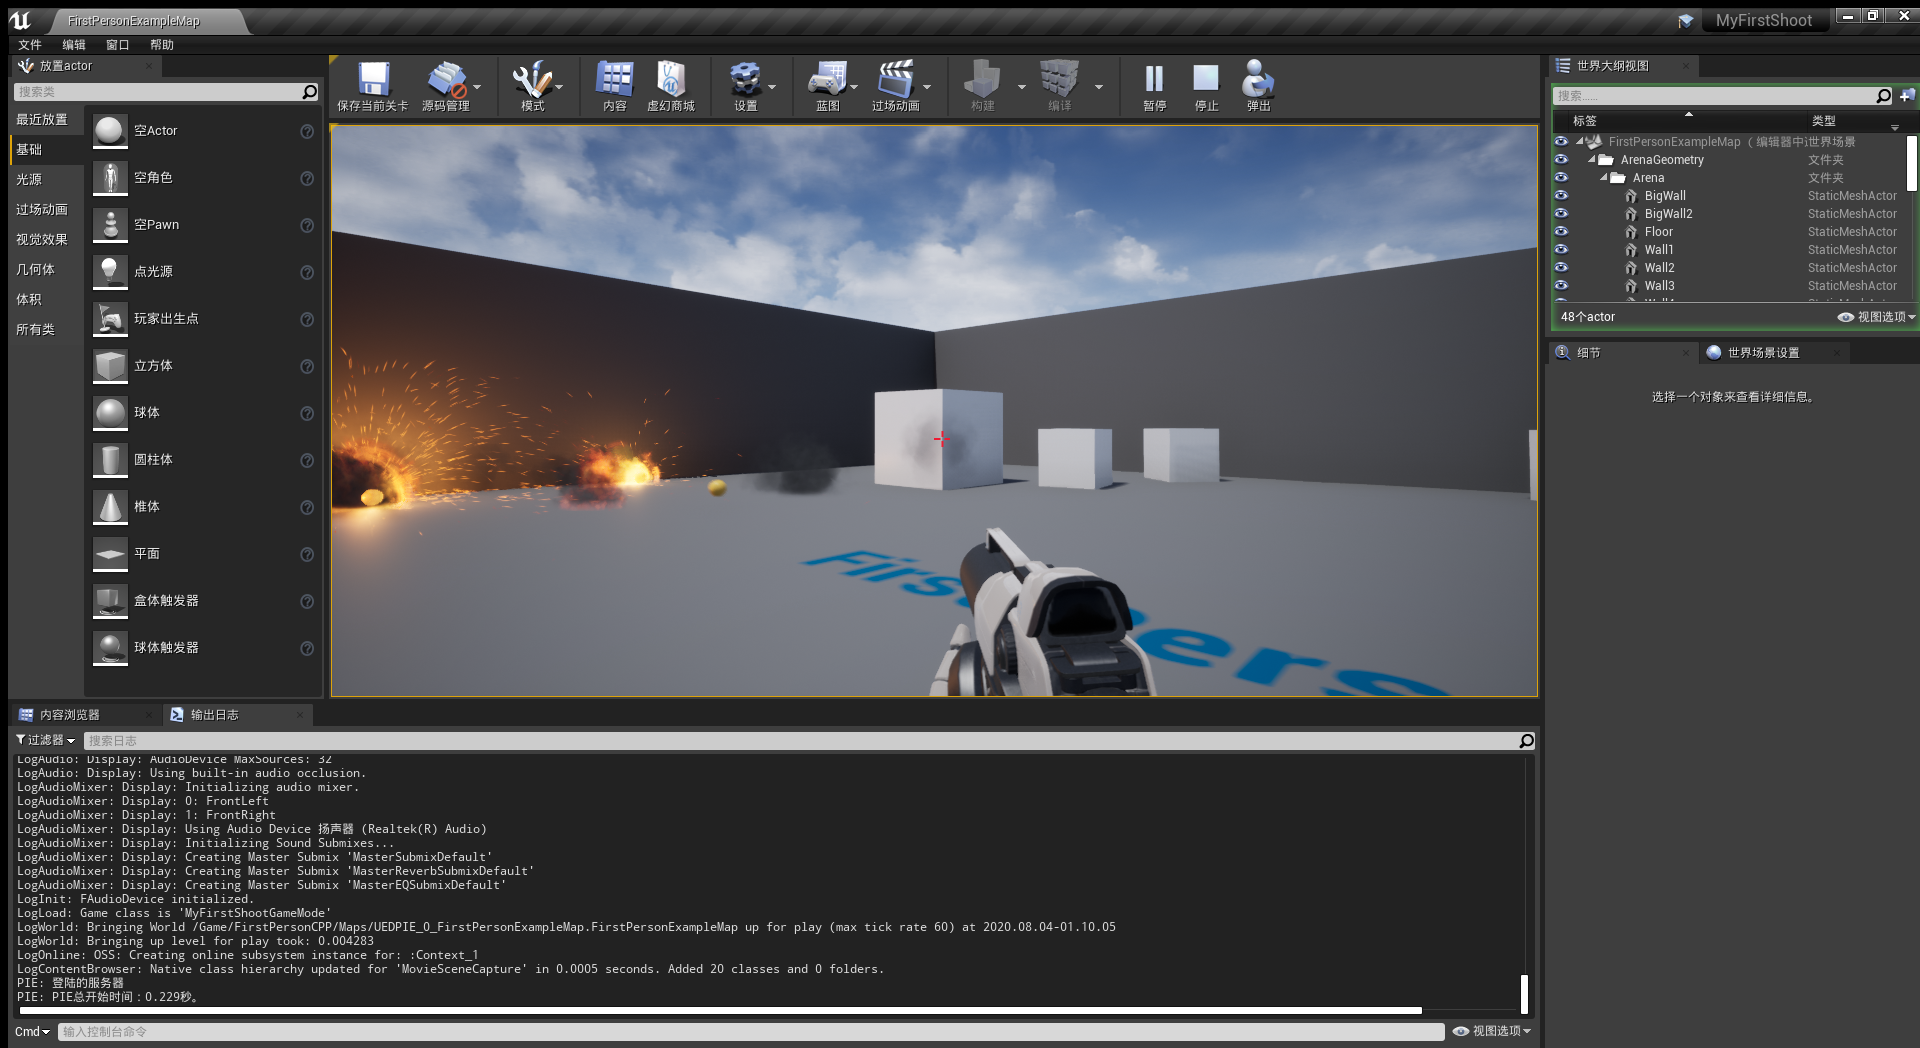 FirstPersonExampleMap
MyFirstShoot
文件 编辑 窗口 帮助
放置actor
搜索类
最近放置
基础
光源
过场动画
视觉效果
几何体
体积
所有类
空Actor
空角色
空Pawn
点光源
玩家出生点
立方体
球体
圆柱体
椎体
平面
盒体触发器
球体触发器
保存当前关卡 源码管理 模式 内容 虚幻商城 设置 蓝图 过场动画 构建 编译 暂停 停止 弹出
Firs Pers
世界大纲视图
搜索......
标签 类型
FirstPersonExampleMap （编辑器中i世界场景
ArenaGeometry 文件夹
Arena 文件夹
BigWall StaticMeshActor
BigWall2 StaticMeshActor
Floor StaticMeshActor
Wall1 StaticMeshActor
Wall2 StaticMeshActor
Wall3 StaticMeshActor
48个actor 视图选项
细节 世界场景设置
选择一个对象来查看详细信息。
内容浏览器 输出日志
过滤器 搜索日志
LogAudio: Display: AudioDevice MaxSources: 32
LogAudio: Display: Using built-in audio occlusion.
LogAudioMixer: Display: Initializing audio mixer.
LogAudioMixer: Display: 0: FrontLeft
LogAudioMixer: Display: 1: FrontRight
LogAudioMixer: Display: Using Audio Device 扬声器 (Realtek(R) Audio)
LogAudioMixer: Display: Initializing Sound Submixes...
LogAudioMixer: Display: Creating Master Submix 'MasterSubmixDefault'
LogAudioMixer: Display: Creating Master Submix 'MasterReverbSubmixDefault'
LogAudioMixer: Display: Creating Master Submix 'MasterEQSubmixDefault'
LogInit: FAudioDevice initialized.
LogLoad: Game class is 'MyFirstShootGameMode'
LogWorld: Bringing World /Game/FirstPersonCPP/Maps/UEDPIE_0_FirstPersonExampleMap.FirstPersonExampleMap up for play (max tick rate 60) at 2020.08.04-01.10.05
LogWorld: Bringing up level for play took: 0.004283
LogOnline: OSS: Creating online subsystem instance for: :Context_1
LogContentBrowser: Native class hierarchy updated for 'MovieSceneCapture' in 0.0005 seconds. Added 20 classes and 0 folders.
PIE: 登陆的服务器
PIE: PIE总开始时间：0.229秒。
Cmd 输入控制台命令 视图选项